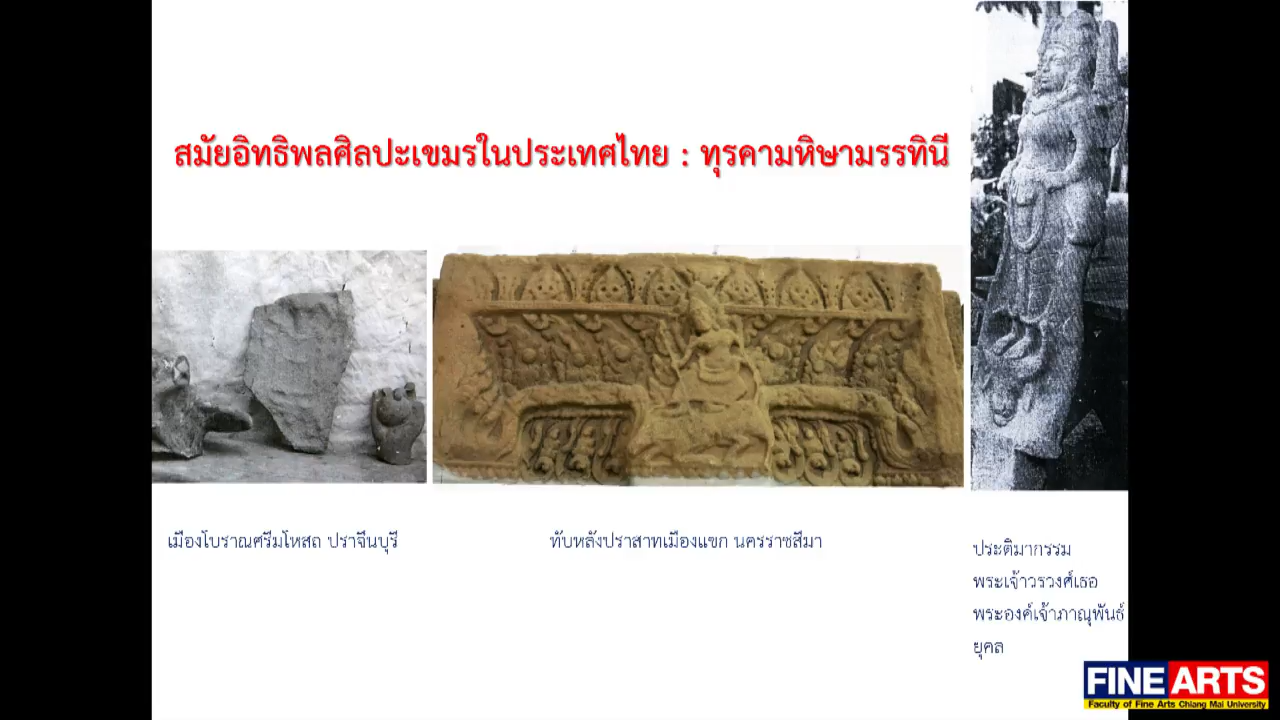 สมัยอิทธิพลศิลปะเขมรในประเทศไทย : ทุรคามหิษามรรทินี
เมืองโบราณศรีมโหสถ ปราจีนบุรี
ทับหลังปราสาทเมืองแขก นครราชสีมา
ประติมากรรม
พระเจ้าวรวงศ์เธอ
พระองค์เจ้าภาณุพันธ์
ยุคล
FINE ARTS
Faculty of Fine Arts Chiang Mai University